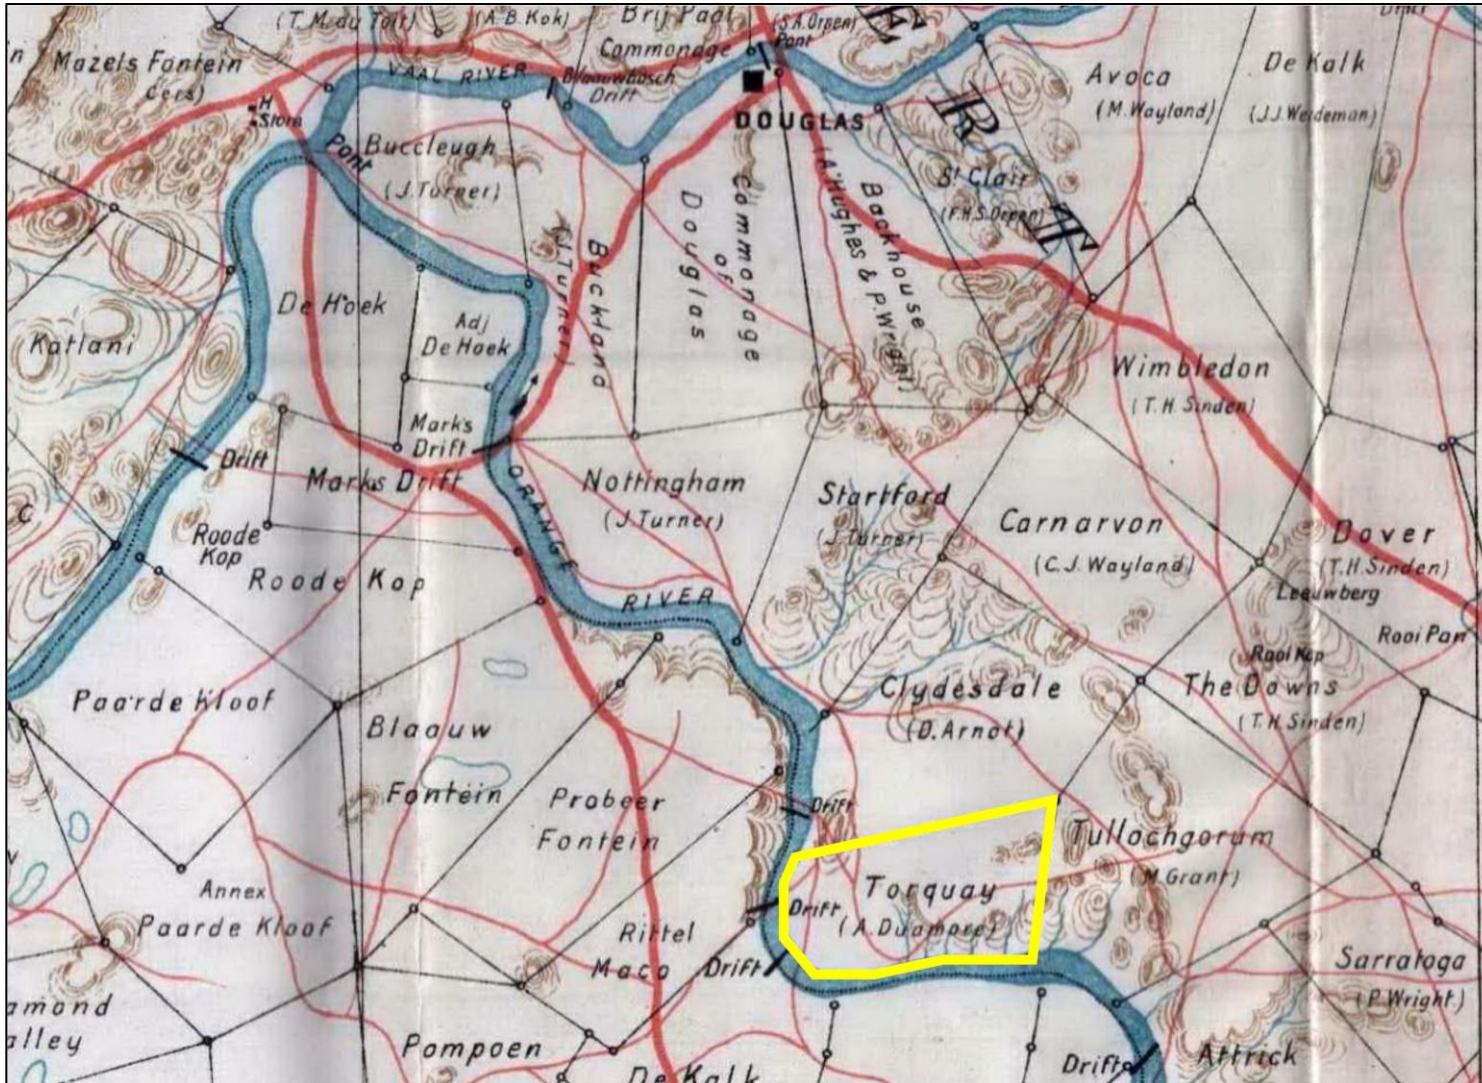 (T. M. du Toit)
(A. B. Kok)
Brij Paal
(S.A. Orpen)
Mazels Fontein
Cers)
Commonage
Pont
VAAL RIVER
Blaauwbosch
Drift
H
Store
DOUGLAS
Avoca
(M. Wayland)
De Kalk
(J.J. Weideman)
E
R
T
Pont
Buccleugh
(J. Turner)
St Clair
(F.H.S. Orpen)
Commonage
of
Douglas
Buckland
(J. Turner)
Backhouse
(A. Hughes & P. Wright)
De Hoek
Adj
De Hoek
Katlani
Wimbledon
(T.H. Sinden)
Mark's
Drift
Drift
Marks Drift
ORANGE
RIVER
Nottingham
(J. Turner)
Startford
(J. Turner)
Carnarvon
(C.J. Wayland)
Dover
(T.H. Sinden)
Leeuwberg
Rooi Pan
C
Roode
Kop
Roode Kop
Rooi Kop
Paarde Kloof
Blaauw
Fontein
Clydesdale
(D. Arnot)
The Downs
(T.H. Sinden)
Probeer
Fontein
Drift
Tullochgorum
(M. Grant)
Torquay
(A. Duamore)
Drift
Annex
Paarde Kloof
Rittel
Maco
Drift
Sarratoga
(P. Wright)
amond
alley
Pompoen
De Kalk
Drift
Attrick